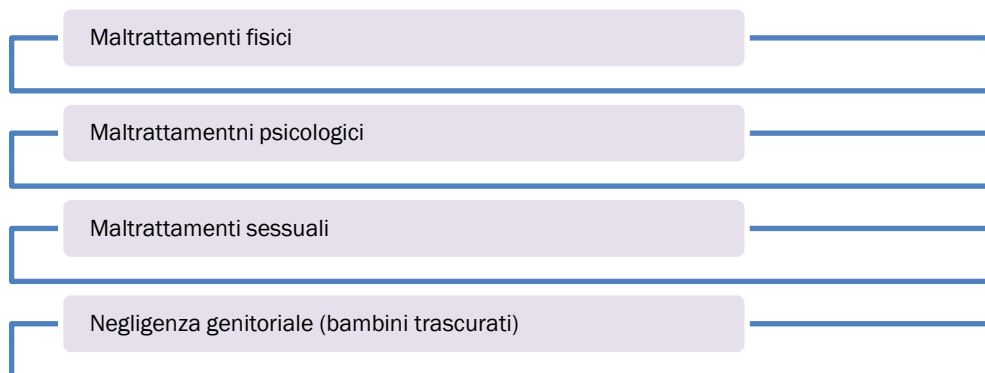 Maltrattamenti fisici
Maltrattamentni psicologici
Maltrattamenti sessuali
Negligenza genitoriale (bambini trascurati)